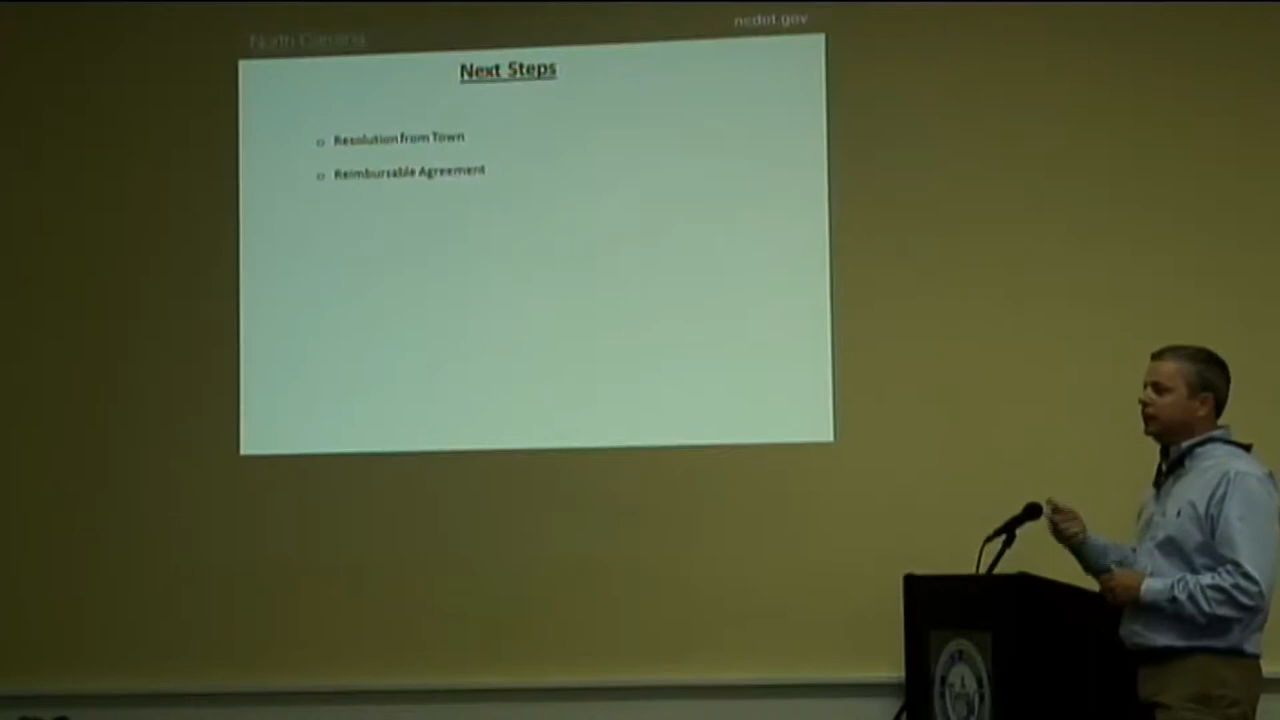 North Carolina
ncdot.gov
Next Steps
o Resolution from Town
o Reimbursable Agreement